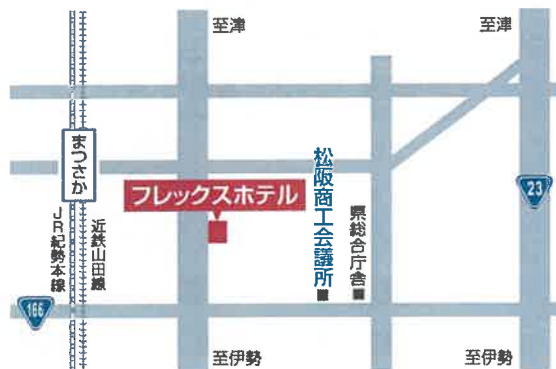 至津
至津
まつさか
フレックスホテル
松阪商工会議所
23
県総合庁舎
JR紀勢本線
近鉄山田線
166
至伊勢
至伊勢